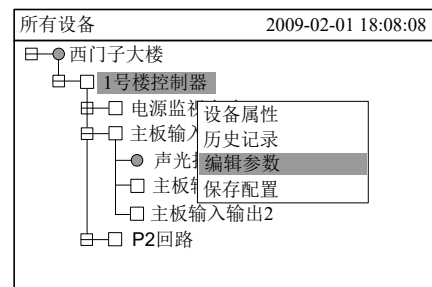 所有设备 2009-02-01 18:08:08
西门子大楼
1号楼控制器
电源监视
设备属性
主板输入
历史记录
声光
编辑参数
主板
保存配置
主板输入输出2
P2回路